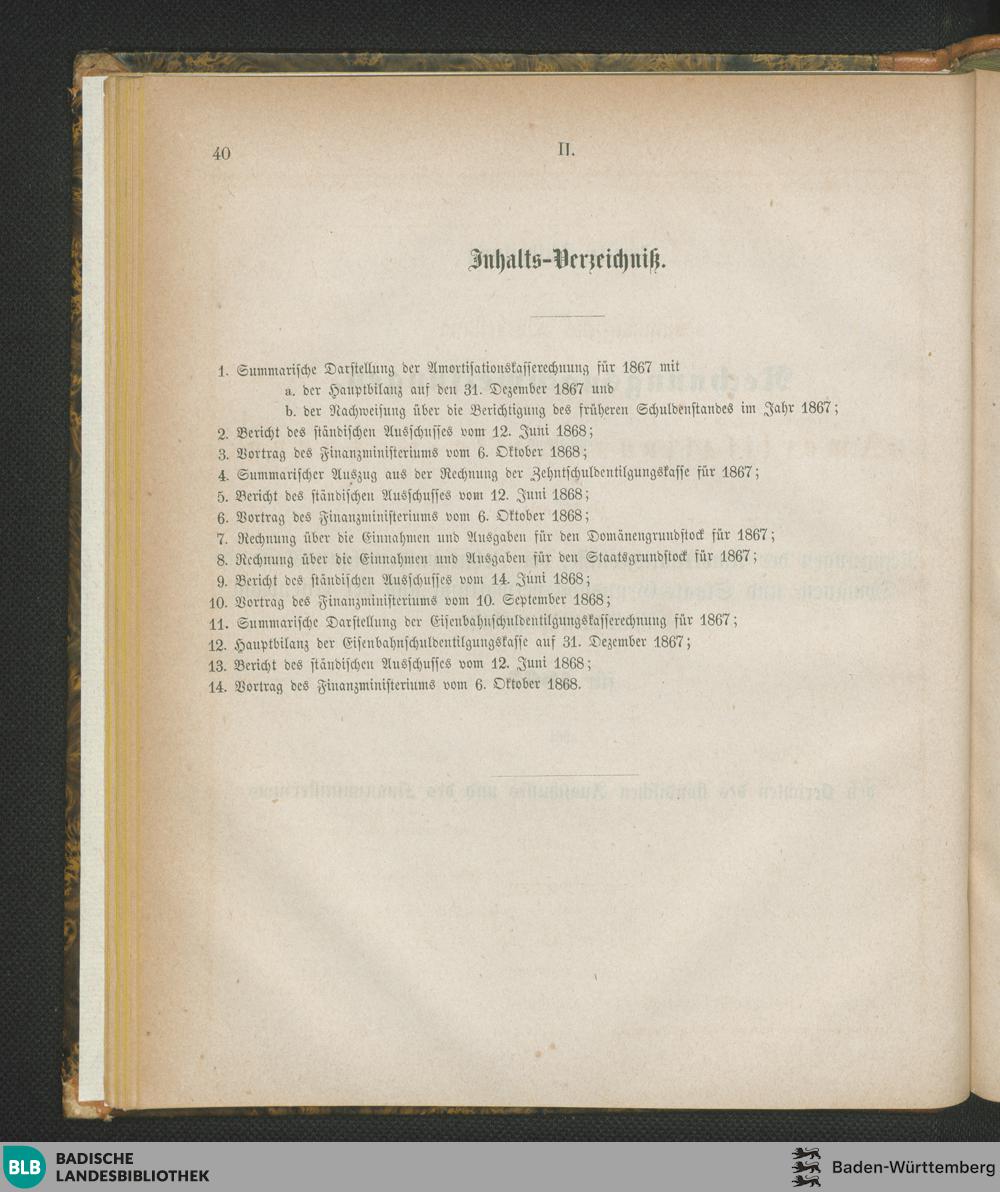 40
II.
Inhalts-Verzeichniß.
1. Summarische Darstellung der Amortisationskasserechnung für 1867 mit
a. der Hauptbilanz auf den 31. Dezember 1867 und
b. der Nachweisung über die Berichtigung des früheren Schuldenstandes im Jahr 1867;
2. Bericht des ständischen Ausschusses vom 12. Juni 1868;
3. Vortrag des Finanzministeriums vom 6. Oktober 1868;
4. Summarischer Auszug aus der Rechnung der Zehntschuldentilgungskasse für 1867;
5. Bericht des ständischen Ausschusses vom 12. Juni 1868;
6. Vortrag des Finanzministeriums vom 6. Oktober 1868;
7. Rechnung über die Einnahmen und Ausgaben für den Domänengrundstock für 1867;
8. Rechnung über die Einnahmen und Ausgaben für den Staatsgrundstock für 1867;
9. Bericht des ständischen Ausschusses vom 14. Juni 1868;
10. Vortrag des Finanzministeriums vom 10. September 1868;
11. Summarische Darstellung der Eisenbahnschuldentilgungskasserechnung für 1867;
12. Hauptbilanz der Eisenbahnschuldentilgungskasse auf 31. Dezember 1867;
13. Bericht des ständischen Ausschusses vom 12. Juni 1868;
14. Vortrag des Finanzministeriums vom 6. Oktober 1868.
BLB
BADISCHE
LANDESBIBLIOTHEK
Baden-Württemberg